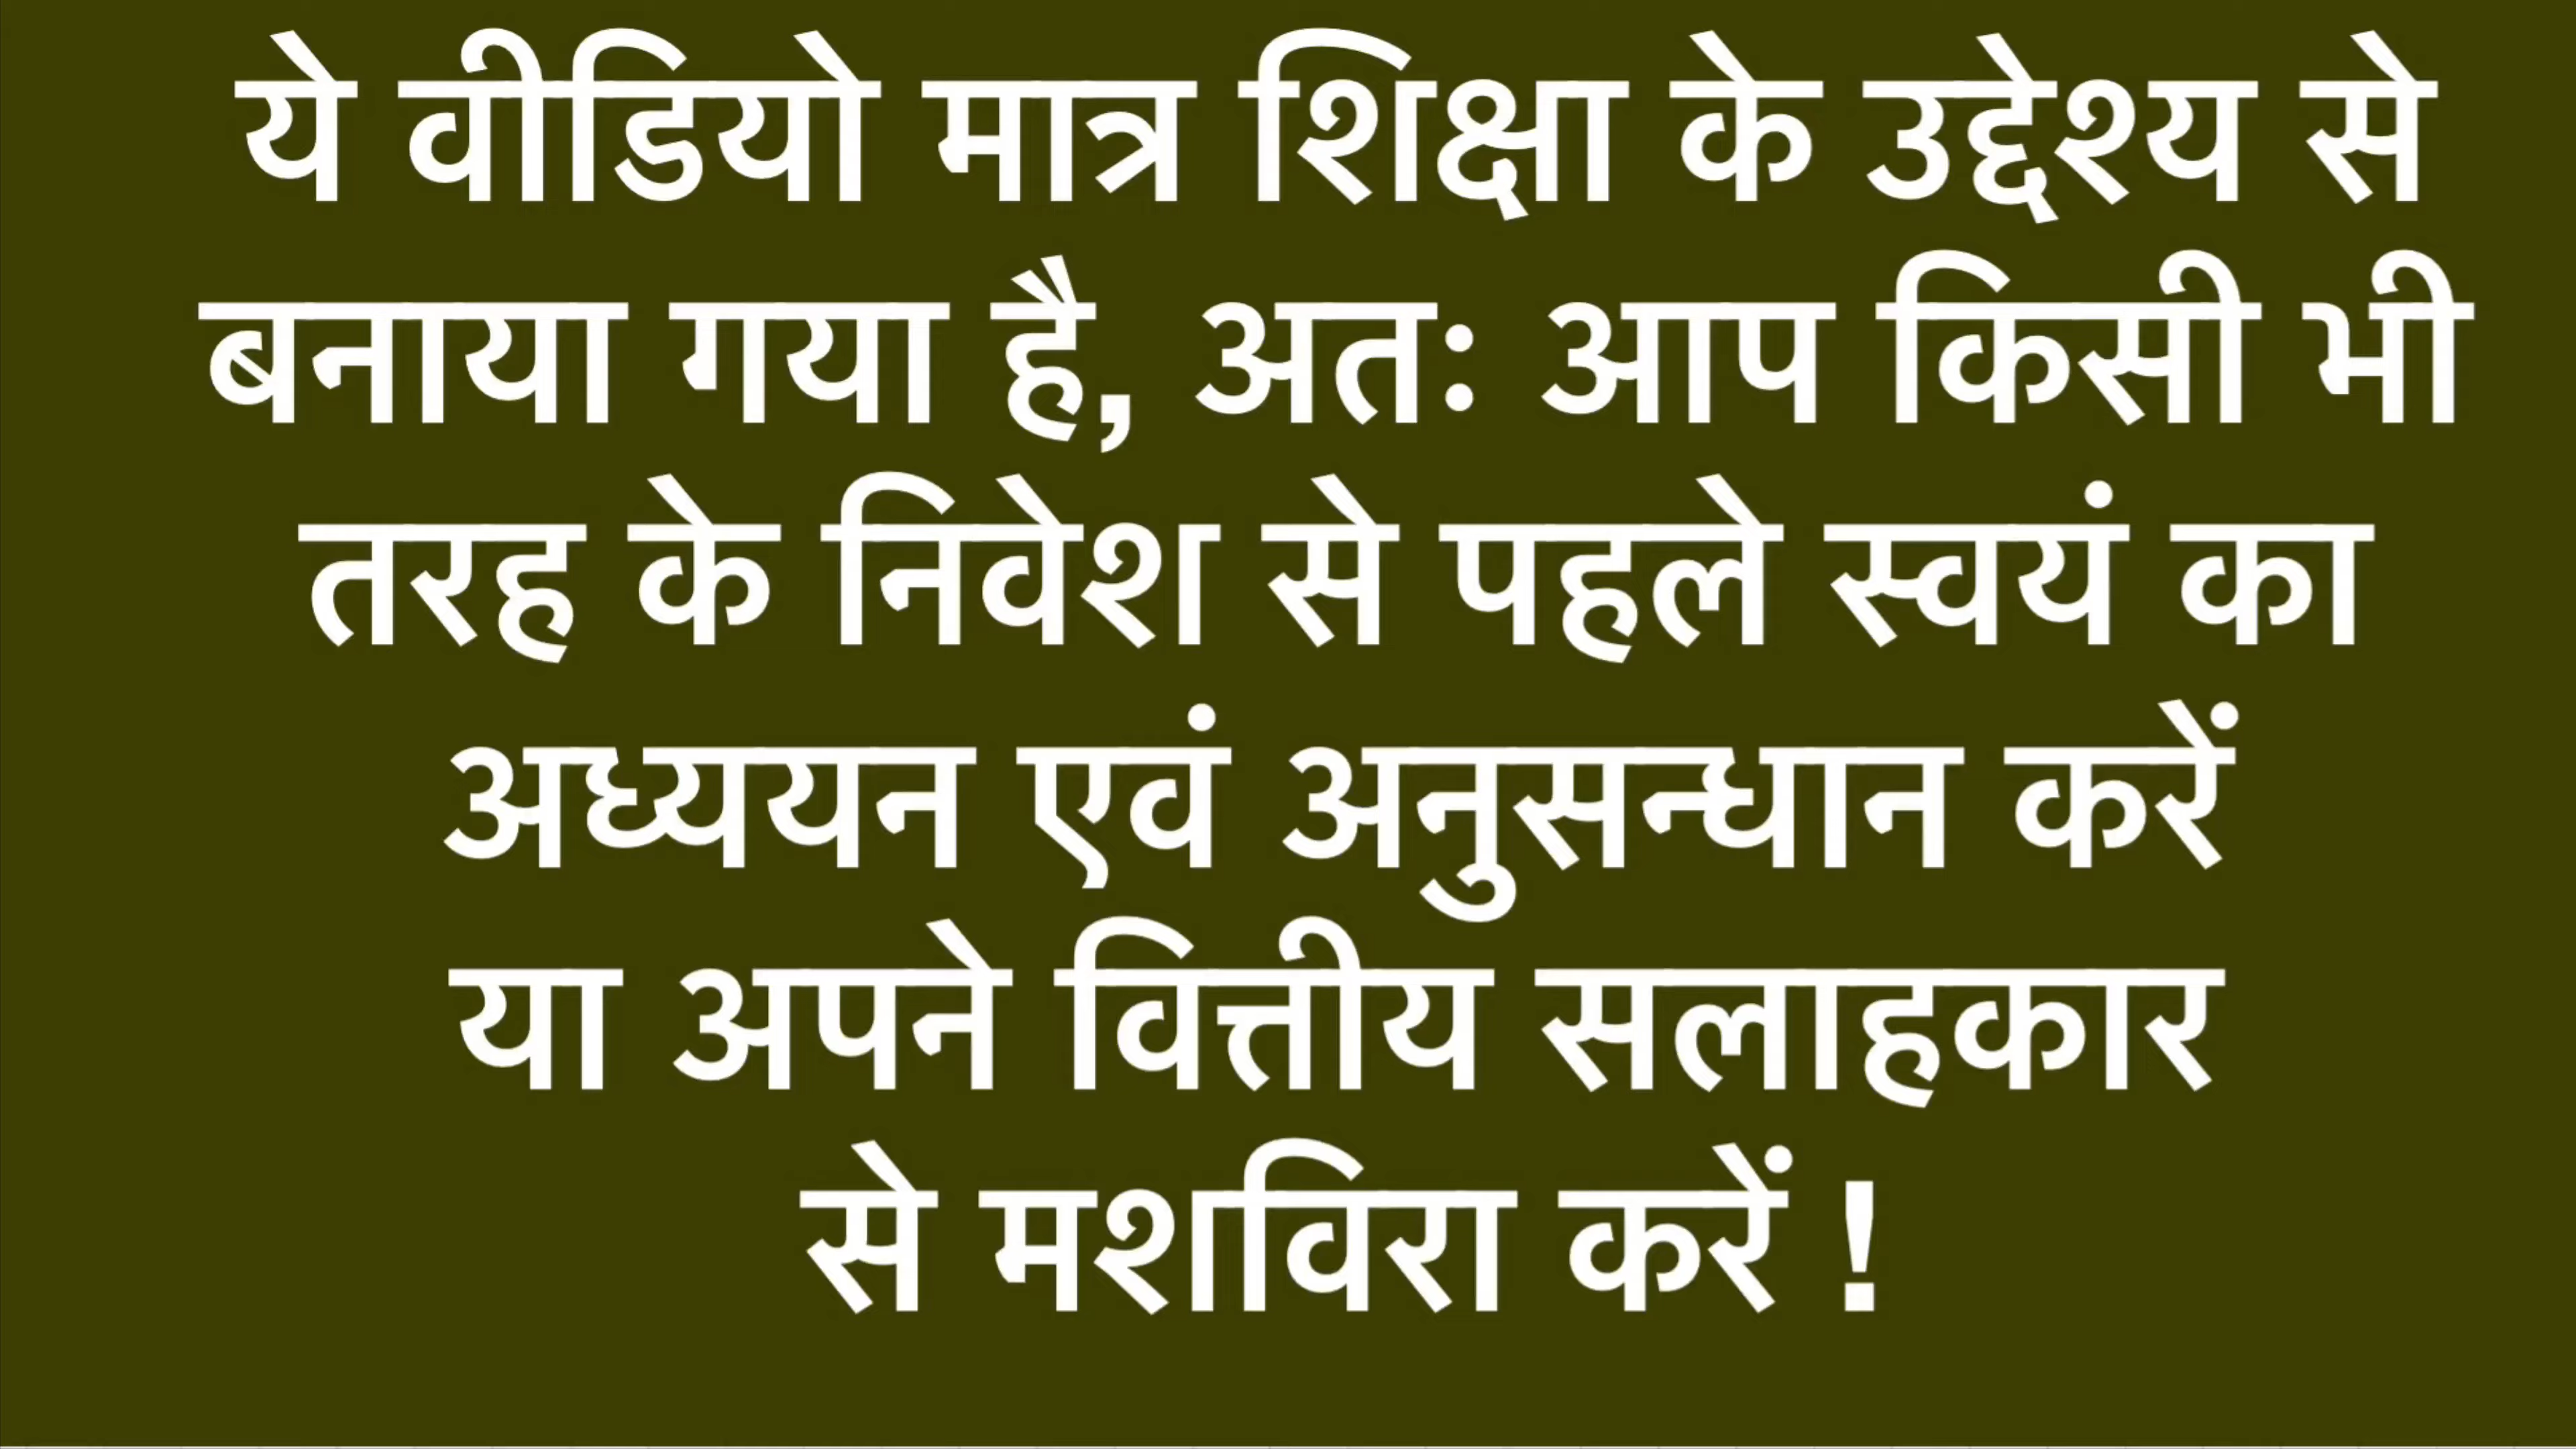 ये वीडियो मात्र शिक्षा के उद्देश्य से
बनाया गया है, अतः आप किसी भी
तरह के निवेश से पहले स्वयं का
अध्ययन एवं अनुसन्धान करें
या अपने वित्तीय सलाहकार
से मशविरा करें !